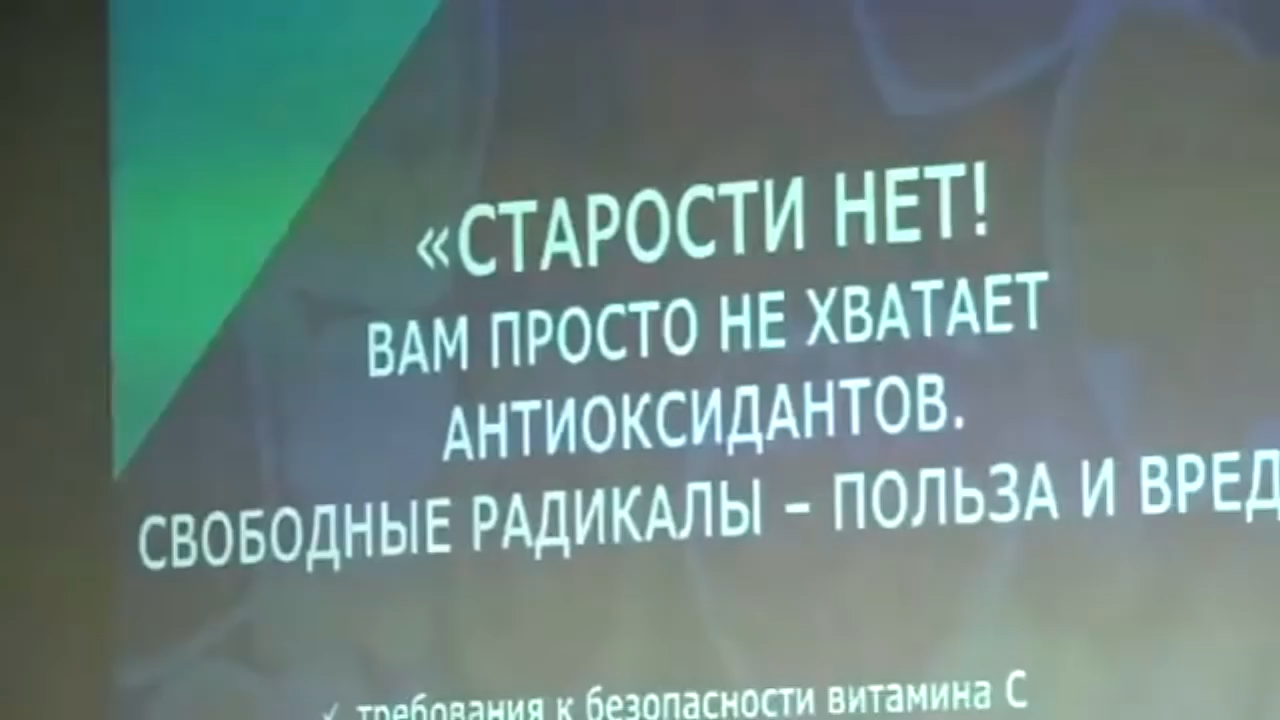 «СТАРОСТИ НЕТ!
ВАМ ПРОСТО НЕ ХВАТАЕТ
АНТИОКСИДАНТОВ.
СВОБОДНЫЕ РАДИКАЛЫ – ПОЛЬЗА И ВРЕД
✓ требования к безопасности витамина С